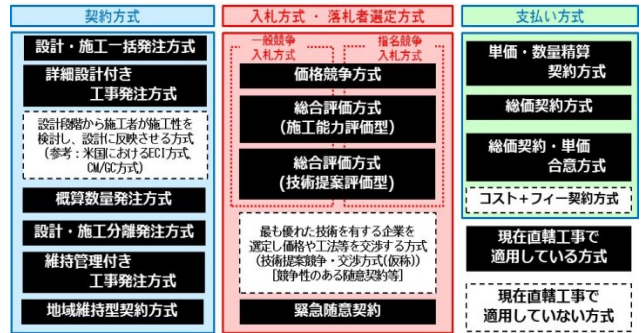 契約方式
設計・施工一括発注方式
詳細設計付き
工事発注方式
設計段階から施工者が施工性を
検討し、設計に反映させる方式
(参考：米国におけるECI方式,
CM/GC方式)
概算数量発注方式
設計・施工分離発注方式
維持管理付き
工事発注方式
地域維持型契約方式
入札方式 ・ 落札者選定方式
一般競争
入札方式
指名競争
入札方式
価格競争方式
総合評価方式
(施工能力評価型)
総合評価方式
(技術提案評価型)
最も優れた技術を有する企業を
選定し価格や工法等を交渉する方式
(技術提案競争・交渉方式(仮称))
[競争性のある随意契約等]
緊急随意契約
支払い方式
単価・数量精算
契約方式
総価契約方式
総価契約・単価
合意方式
コスト+フィー契約方式
現在直轄工事で
適用している方式
現在直轄工事で
適用していない方式